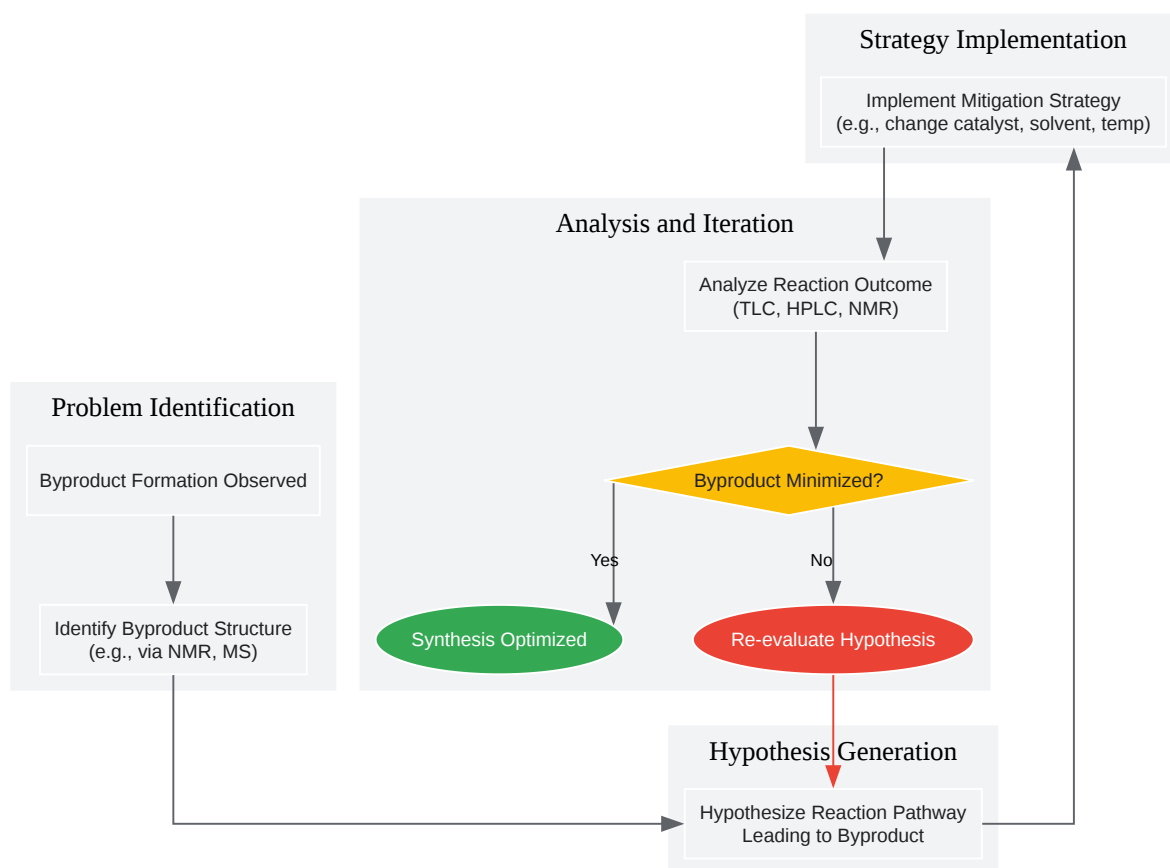 Strategy Implementation
Implement Mitigation Strategy
(e.g., change catalyst, solvent, temp)
Analysis and Iteration
Analyze Reaction Outcome
(TLC, HPLC, NMR)
Problem Identification
Byproduct Formation Observed
Byproduct Minimized?
Yes
No
Identify Byproduct Structure
(e.g., via NMR, MS)
Synthesis Optimized
Re-evaluate Hypothesis
Hypothesis Generation
Hypothesize Reaction Pathway
Leading to Byproduct